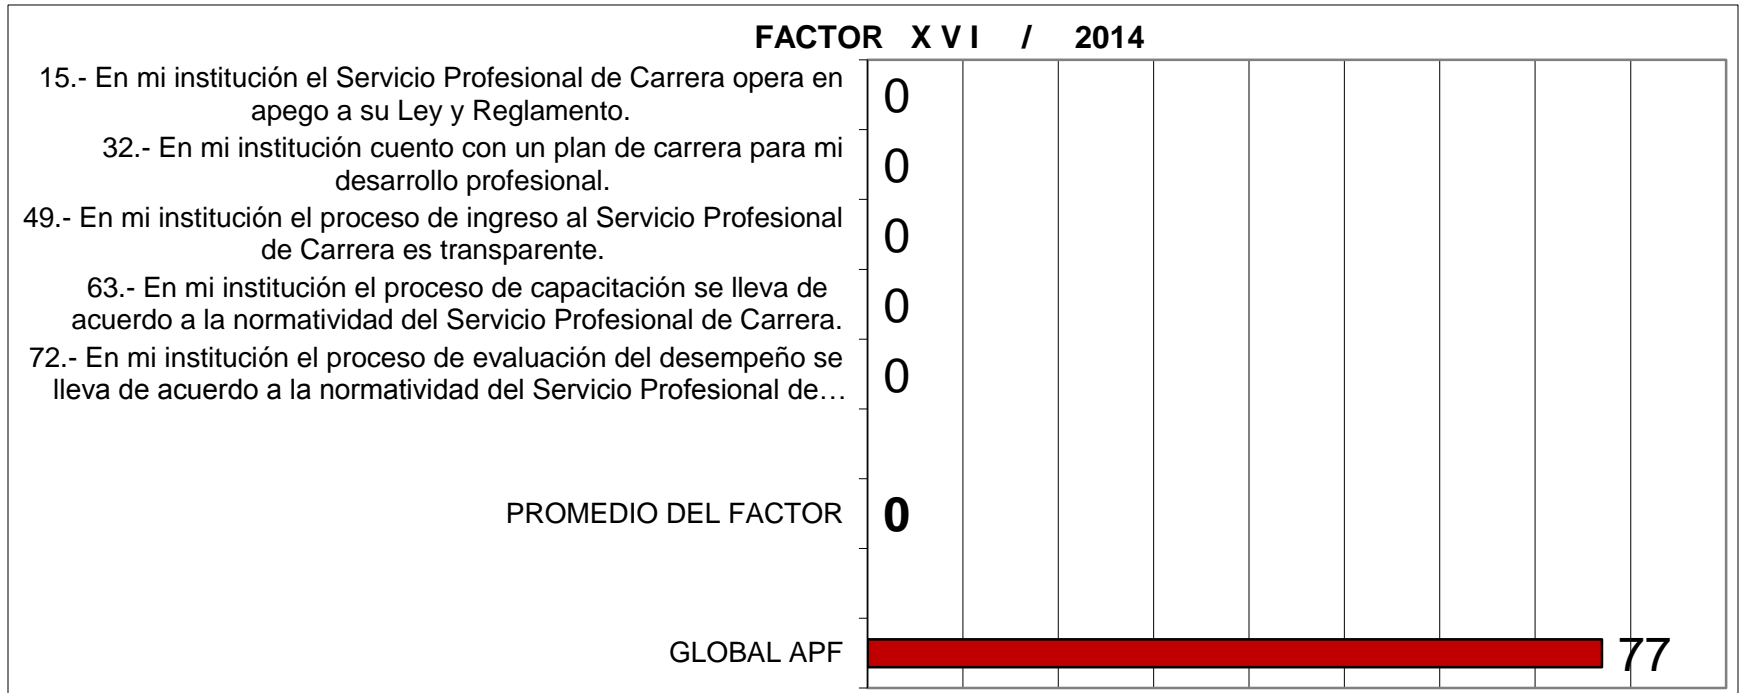 FACTOR X V I / 2014
15.- En mi institución el Servicio Profesional de Carrera opera en
apego a su Ley y Reglamento.
0
32.- En mi institución cuento con un plan de carrera para mi
desarrollo profesional.
0
49.- En mi institución el proceso de ingreso al Servicio Profesional
de Carrera es transparente.
0
63.- En mi institución el proceso de capacitación se lleva de
acuerdo a la normatividad del Servicio Profesional de Carrera.
0
72.- En mi institución el proceso de evaluación del desempeño se
lleva de acuerdo a la normatividad del Servicio Profesional de…
0
PROMEDIO DEL FACTOR
0
GLOBAL APF
77